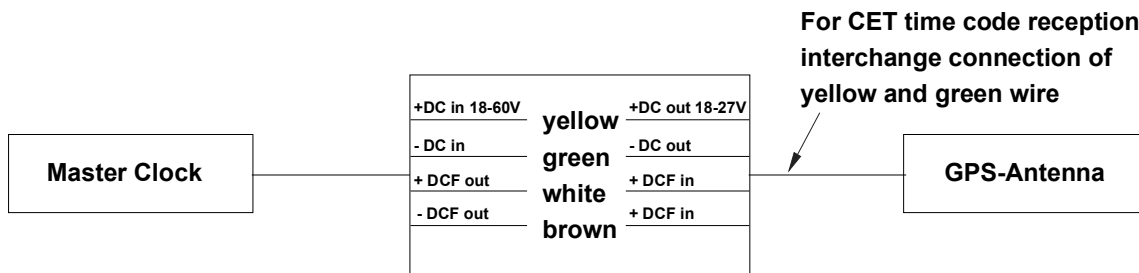 For CET time code reception
interchange connection of
yellow and green wire
Master Clock
+DC in 18-60V
- DC in
+ DCF out
- DCF out
yellow
green
white
brown
+DC out 18-27V
- DC out
+ DCF in
+ DCF in
GPS-Antenna